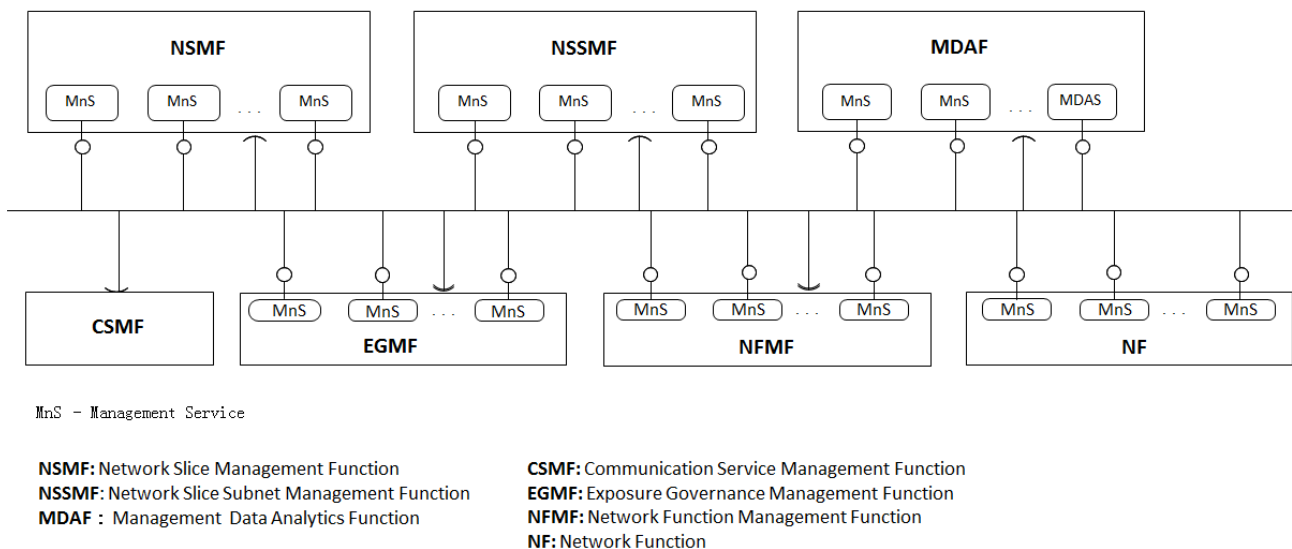 NSMF NSSMF MDAF
MnS MnS ... MnS MnS MnS ... MnS MnS MnS ... MDAS
MnS MnS ... MnS MnS MnS ... MnS MnS MnS ... MnS
CSMF EGMF NFMF NF
MnS - Management Service
NSMF: Network Slice Management Function
NSSMF: Network Slice Subnet Management Function
MDAF : Management Data Analytics Function
CSMF: Communication Service Management Function
EGMF: Exposure Governance Management Function
NFMF: Network Function Management Function
NF: Network Function